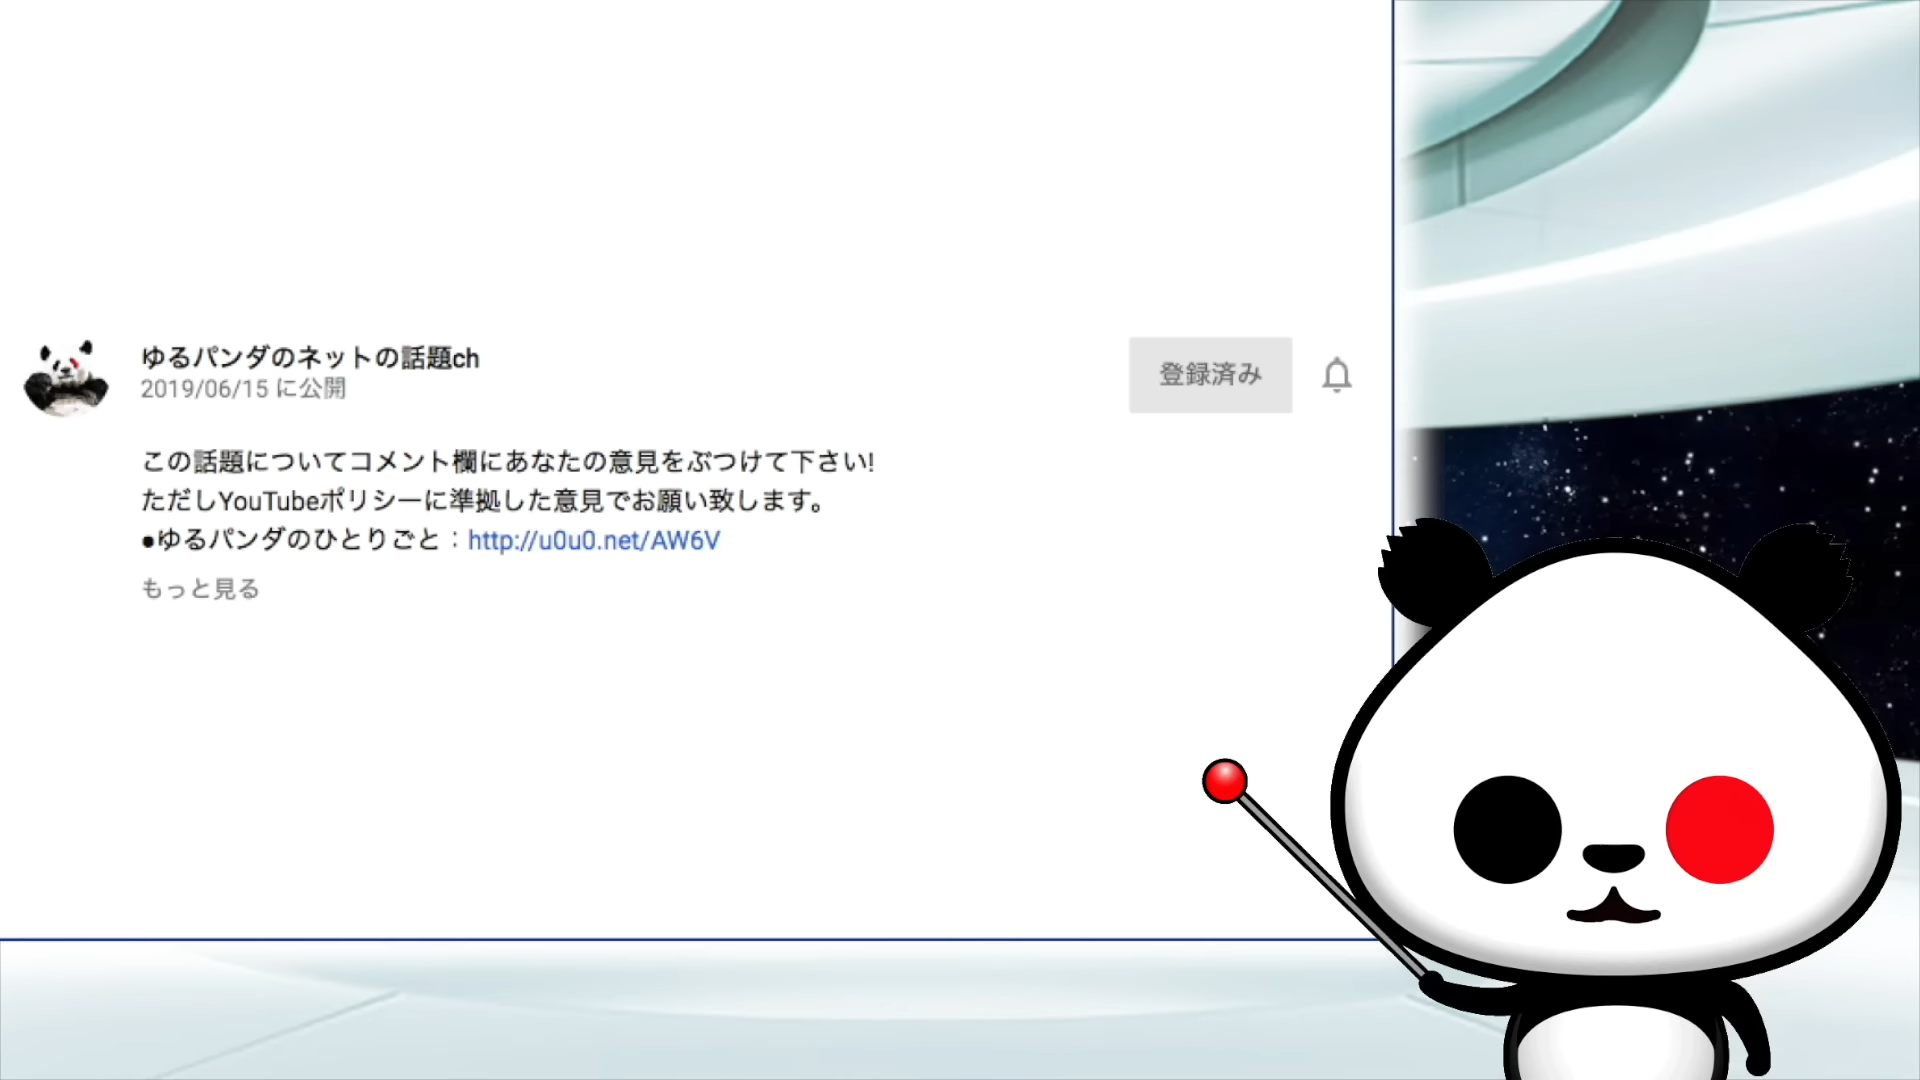 ゆるパンダのネットの話題ch
2019/06/15 に公開
登録済み
この話題についてコメント欄にあなたの意見をぶつけて下さい!
ただしYouTubeポリシーに準拠した意見でお願い致します。
●ゆるパンダのひとりごと：http://u0u0.net/AW6V
もっと見る